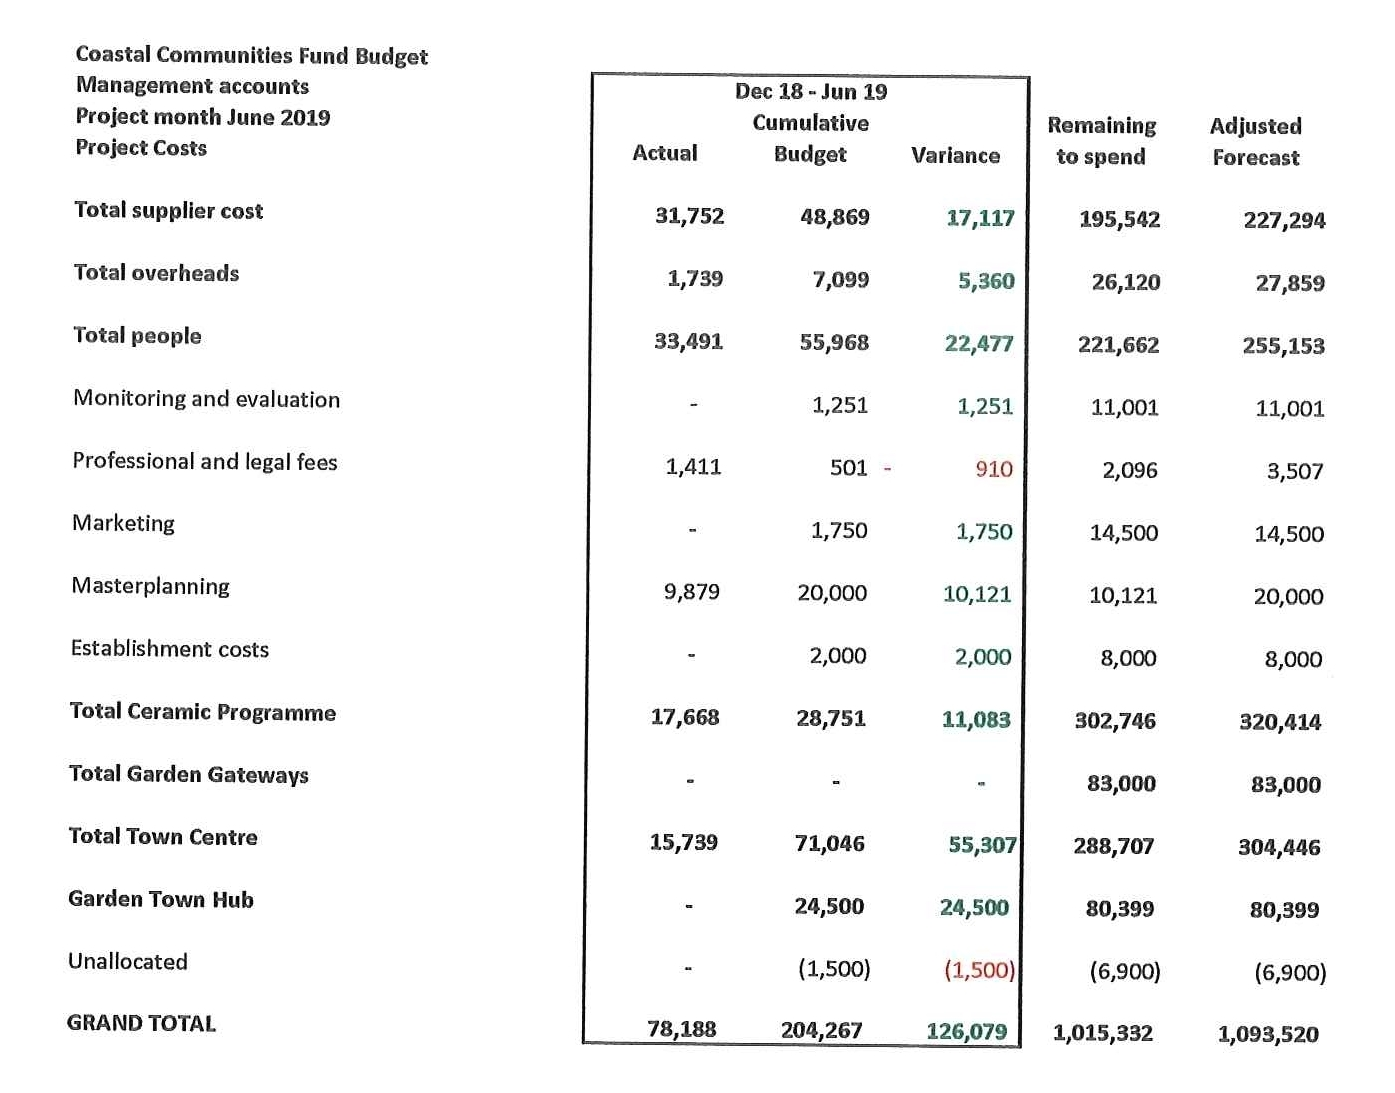 Coastal Communities Fund Budget
Management accounts
Project month June 2019
Project Costs
Dec 18 - Jun 19
Cumulative
Actual Budget Variance Remaining to spend Adjusted Forecast
Total supplier cost 31,752 48,869 17,117 195,542 227,294
Total overheads 1,739 7,099 5,360 26,120 27,859
Total people 33,491 55,968 22,477 221,662 255,153
Monitoring and evaluation - 1,251 1,251 11,001 11,001
Professional and legal fees 1,411 501 - 910 2,096 3,507
Marketing - 1,750 1,750 14,500 14,500
Masterplanning 9,879 20,000 10,121 10,121 20,000
Establishment costs - 2,000 2,000 8,000 8,000
Total Ceramic Programme 17,668 28,751 11,083 302,746 320,414
Total Garden Gateways - - - 83,000 83,000
Total Town Centre 15,739 71,046 55,307 288,707 304,446
Garden Town Hub - 24,500 24,500 80,399 80,399
Unallocated - (1,500) (1,500) (6,900) (6,900)
GRAND TOTAL 78,188 204,267 126,079 1,015,332 1,093,520